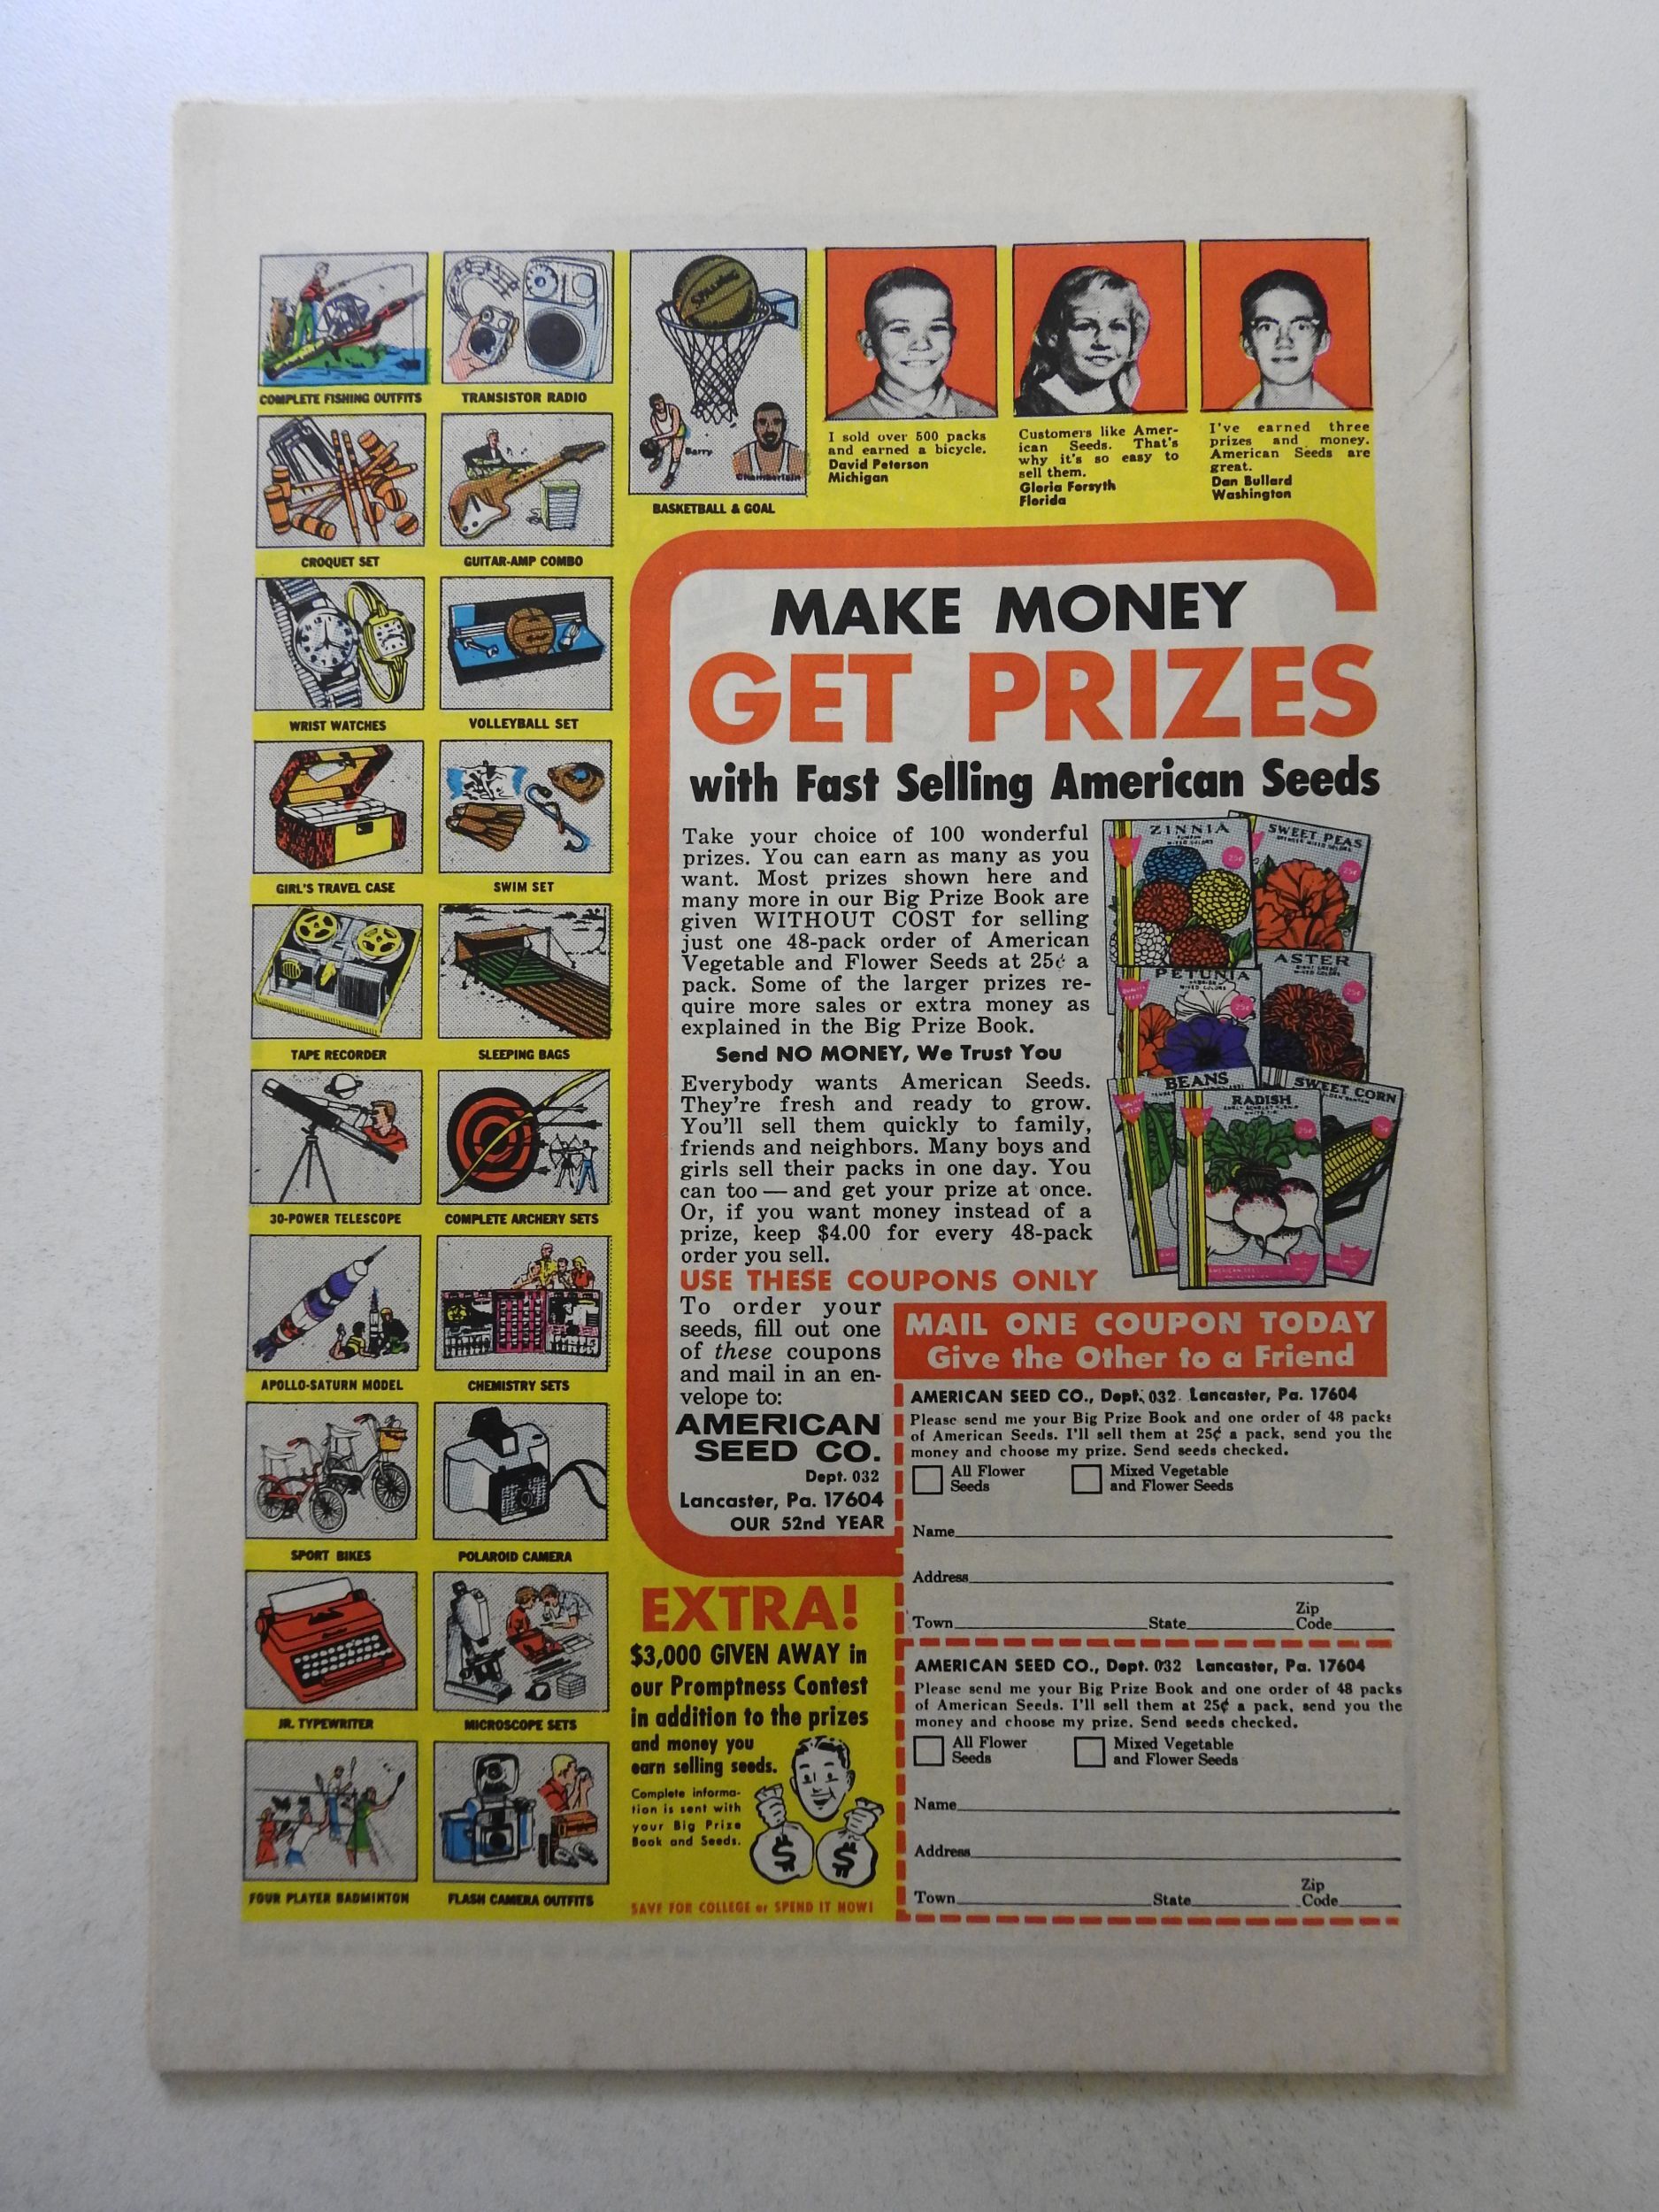 COMPLETE FISHING OUTFITS
TRANSISTOR RADIO
CROQUET SET
GUITAR-AMP COMBO
WRIST WATCHES
VOLLEYBALL SET
GIRL'S TRAVEL CASE
SWIM SET
TAPE RECORDER
SLEEPING BAGS
30-POWER TELESCOPE
COMPLETE ARCHERY SETS
APOLLO-SATURN MODEL
CHEMISTRY SETS
SPORT BIKES
POLAROID CAMERA
JR. TYPEWRITER
MICROSCOPE SETS
FOUR PLAYER BADMINTON
FLASH CAMERA OUTFITS
SPALDING
Barry
Chamberlain
BASKETBALL & GOAL
I sold over 500 packs
and earned a bicycle.
David Peterson
Michigan
Customers like Amer-
ican Seeds. That's
why it's so easy to
sell them.
Gloria Forsyth
Florida
I've earned three
prizes and money.
American Seeds are
great.
Dan Bullard
Washington
MAKE MONEY
GET PRIZES
with Fast Selling American Seeds
Take your choice of 100 wonderful
prizes. You can earn as many as you
want. Most prizes shown here and
many more in our Big Prize Book are
given WITHOUT COST for selling
just one 48-pack order of American
Vegetable and Flower Seeds at 25¢ a
pack. Some of the larger prizes re-
quire more sales or extra money as
explained in the Big Prize Book.
Send NO MONEY, We Trust You
Everybody wants American Seeds.
They're fresh and ready to grow.
You'll sell them quickly to family,
friends and neighbors. Many boys and
girls sell their packs in one day. You
can too — and get your prize at once.
Or, if you want money instead of a
prize, keep $4.00 for every 48-pack
order you sell.
ZINNIA
MIXED COLORS
25¢
SWEET PEAS
MIXED COLORS
25¢
PETUNIA
MIXED COLORS
25¢
ASTER
MIXED COLORS
25¢
BEANS
RADISH
25¢
SWEET CORN
25¢
USE THESE COUPONS ONLY
To order your
seeds, fill out one
of these coupons
and mail in an en-
velope to:
AMERICAN
SEED CO.
Dept. 032
Lancaster, Pa. 17604
OUR 52nd YEAR
MAIL ONE COUPON TODAY
Give the Other to a Friend
AMERICAN SEED CO., Dept. 032 Lancaster, Pa. 17604
Please send me your Big Prize Book and one order of 48 packs
of American Seeds. I'll sell them at 25¢ a pack, send you the
money and choose my prize. Send seeds checked.
All Flower
Seeds
Mixed Vegetable
and Flower Seeds
Name
Address
Town State Zip Code
AMERICAN SEED CO., Dept. 032 Lancaster, Pa. 17604
Please send me your Big Prize Book and one order of 48 packs
of American Seeds. I'll sell them at 25¢ a pack, send you the
money and choose my prize. Send seeds checked.
All Flower
Seeds
Mixed Vegetable
and Flower Seeds
Name
Address
Town State Zip Code
EXTRA!
$3,000 GIVEN AWAY in
our Promptness Contest
in addition to the prizes
and money you
earn selling seeds.
Complete informa-
tion is sent with
your Big Prize
Book and Seeds.
$ $
SAVE FOR COLLEGE or SPEND IT NOW!